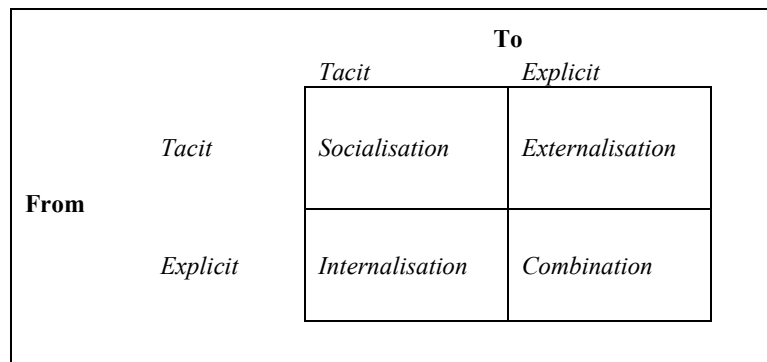 To
Tacit Explicit
Tacit Socialisation Externalisation
From
Explicit Internalisation Combination